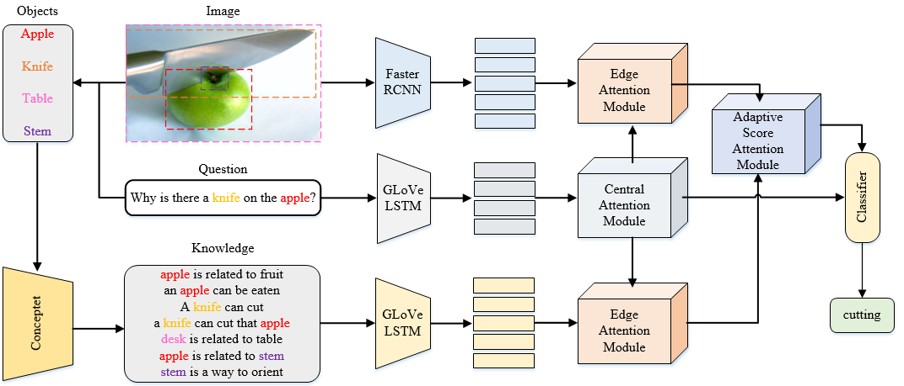 Objects
Apple
Knife
Table
Stem
Image
Faster
RCNN
Edge
Attention
Module
Adaptive
Score
Attention
Module
Question
Why is there a knife on the apple?
GLoVe
LSTM
Central
Attention
Module
Classifier
Knowledge
Conceptet
apple is related to fruit
an apple can be eaten
A knife can cut
a knife can cut that apple
desk is related to table
apple is related to stem
stem is a way to orient
GLoVe
LSTM
Edge
Attention
Module
cutting